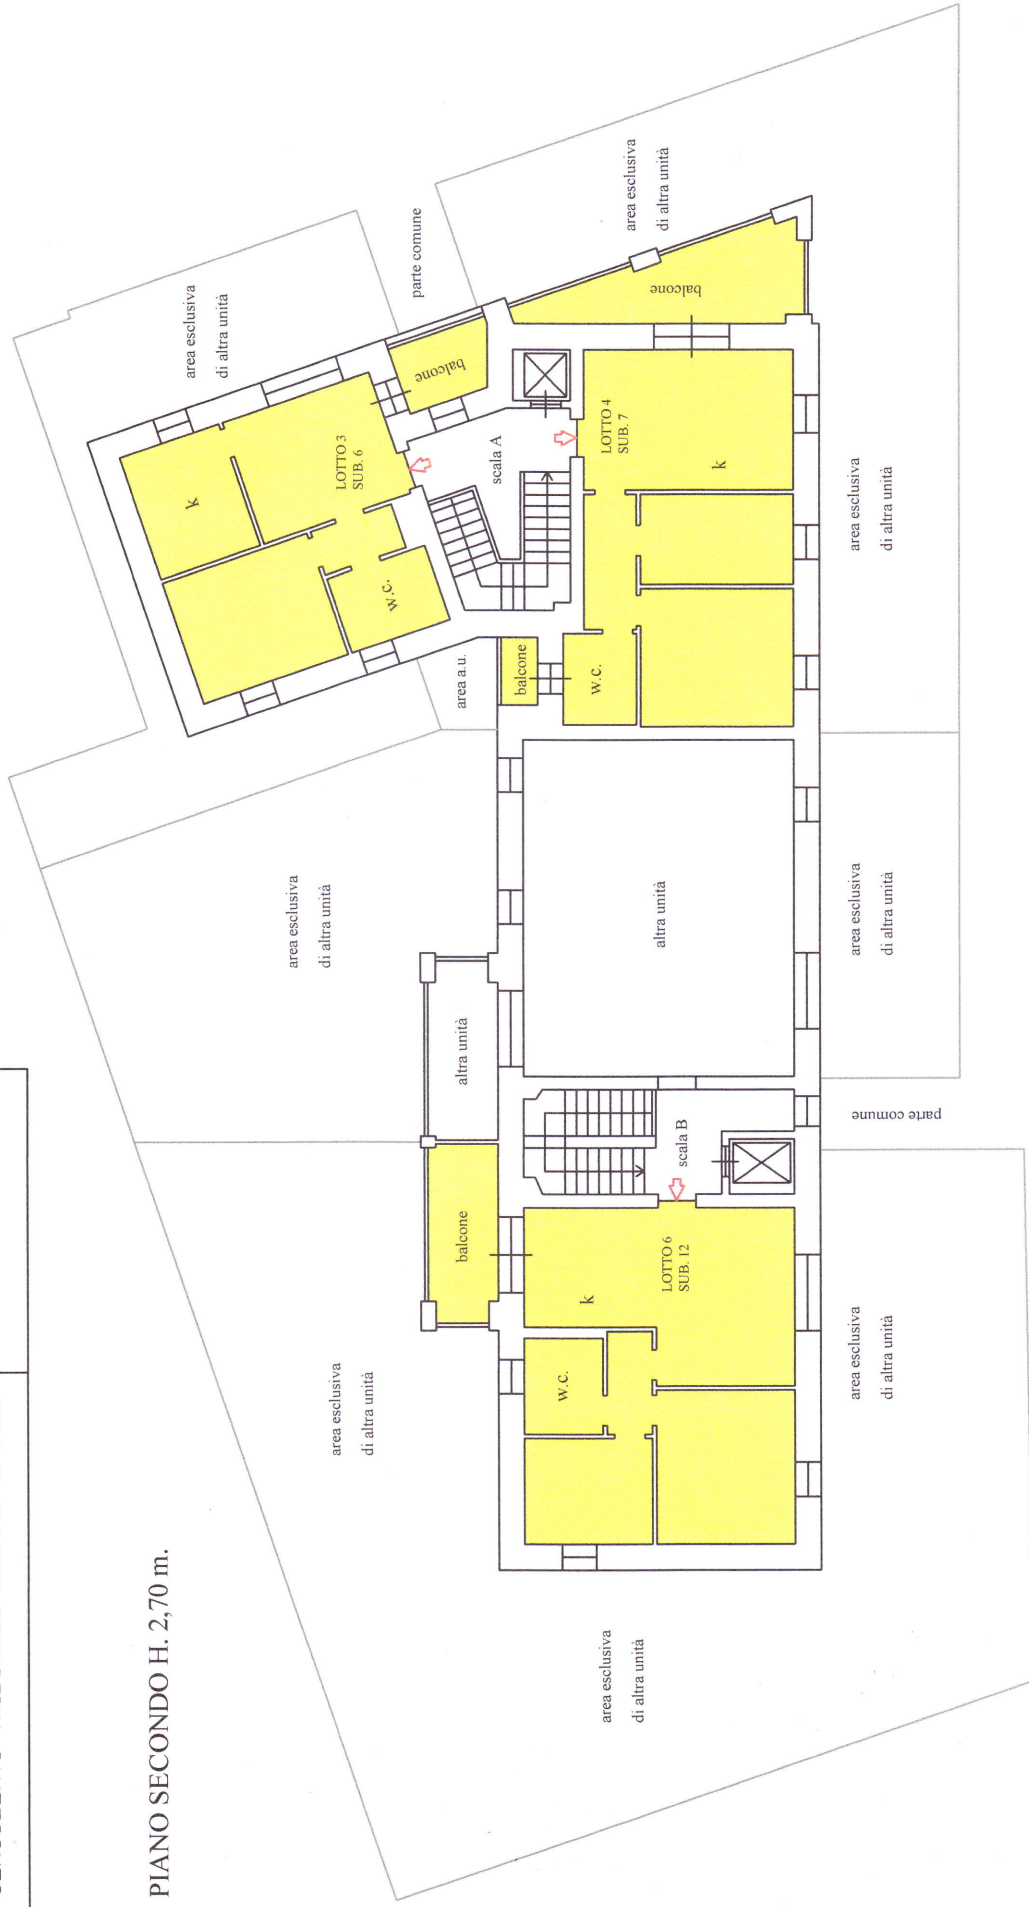 PIANO SECONDO H. 2,70 m.
area esclusiva
di altra unità
area esclusiva
di altra unità
balcone
altra unità
area esclusiva
di altra unità
area a.u.
k
w.c.
LOTTO 3
SUB. 6
balcone
area esclusiva
di altra unità
parte comune
w.c.
k
LOTTO 6
SUB. 12
scala B
altra unità
balcone
w.c.
scala A
LOTTO 4
SUB. 7
k
balcone
area esclusiva
di altra unità
area esclusiva
di altra unità
parte comune
area esclusiva
di altra unità
area esclusiva
di altra unità